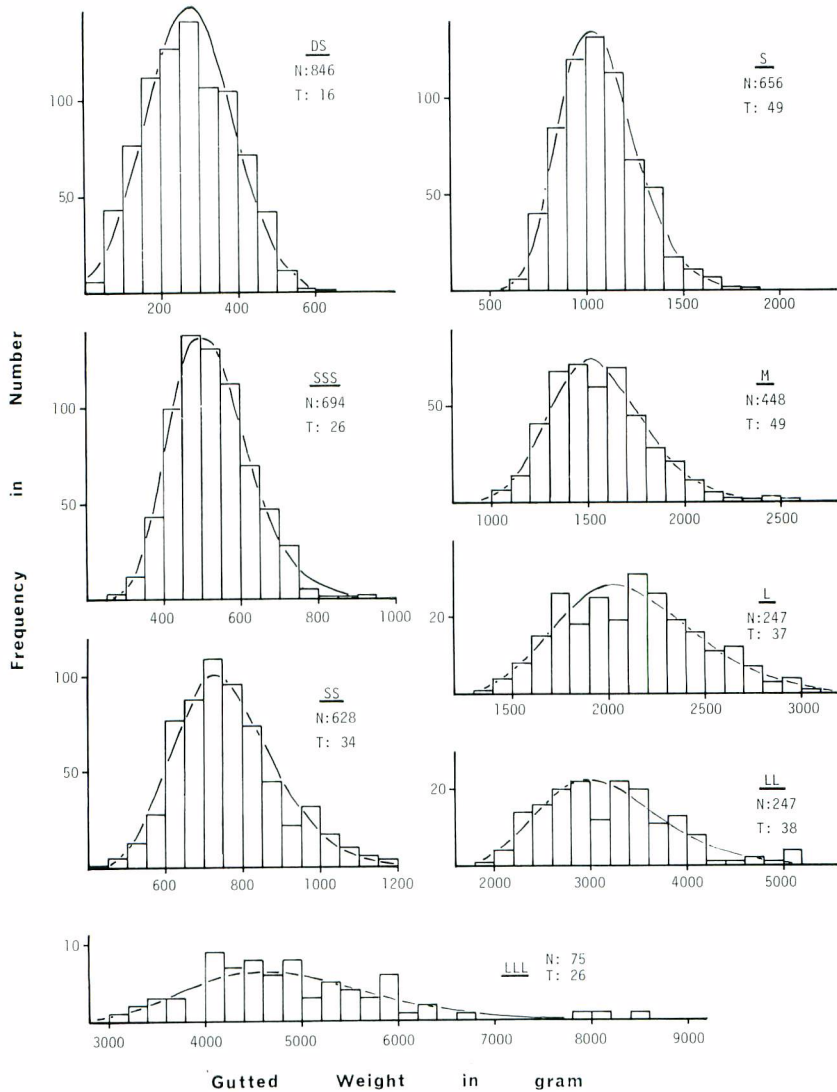 DS
N:846
T: 16
100
50
200 400 600
S
N:656
T: 49
100
50
500 1000 1500 2000
SSS
N:694
T: 26
100
50
400 600 800 1000
M
N:448
T: 49
50
1000 1500 2000 2500
L
N:247
T: 37
20
1500 2000 2500 3000
SS
N:628
T: 34
100
50
600 800 1000 1200
LL
N:247
T: 38
20
2000 3000 4000 5000
LLL
N: 75
T: 26
10
3000 4000 5000 6000 7000 8000 9000
Frequency in Number
Gutted Weight in gram